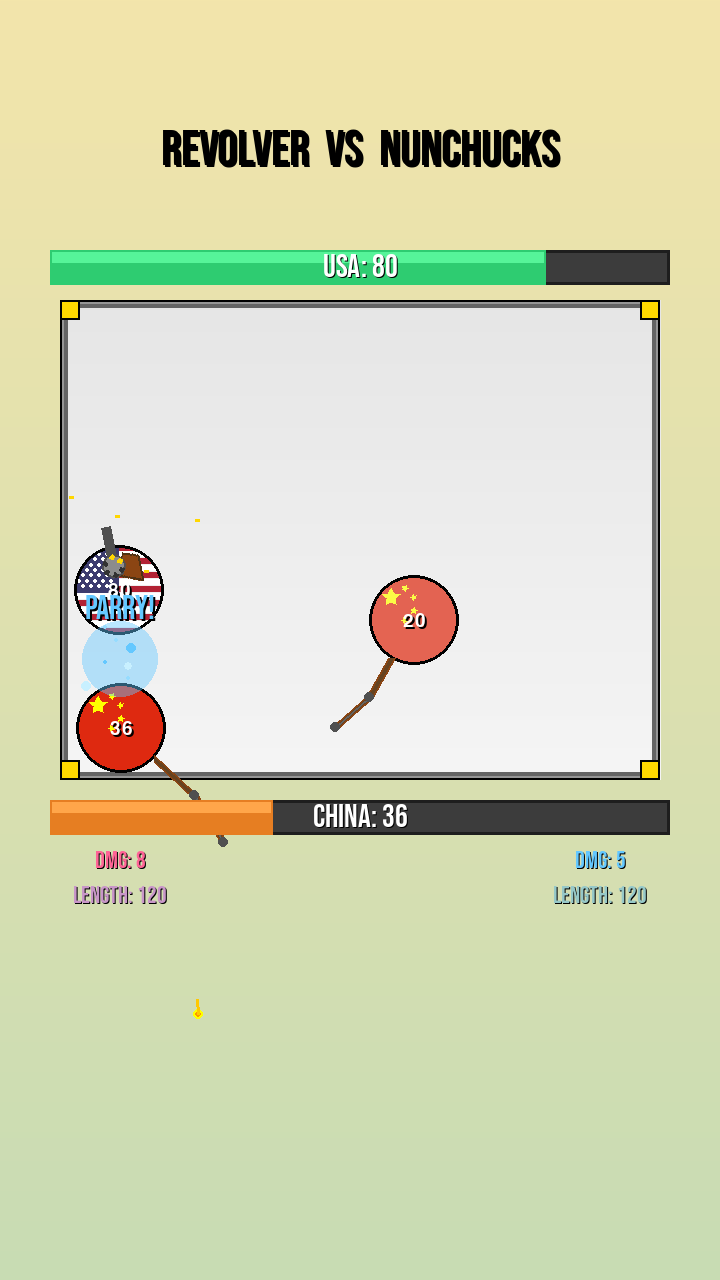 REVOLVER VS NUNCHUCKS
USA: 80
80
PARRY!
20
36
CHINA: 36
DMG: 8
DMG: 5
LENGTH: 120
LENGTH: 120